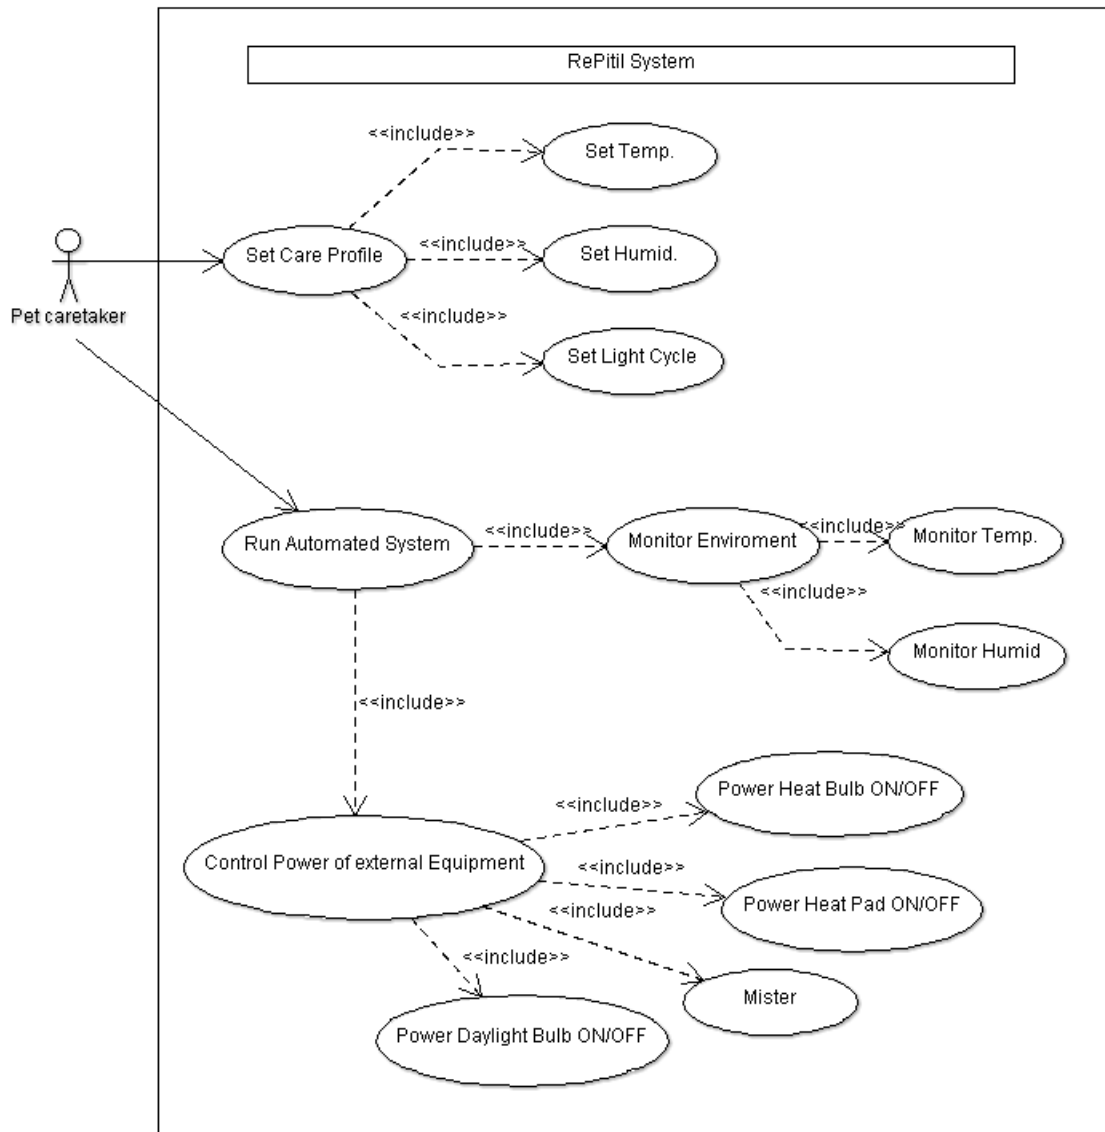 RePitil System
<<include>>
Set Temp.
Set Care Profile
<<include>>
Set Humid.
<<include>>
Set Light Cycle
Pet caretaker
Run Automated System
<<include>>
Monitor Enviroment
<<include>>
Monitor Temp.
<<include>>
Monitor Humid
<<include>>
Control Power of external Equipment
<<include>>
Power Heat Bulb ON/OFF
<<include>>
Power Heat Pad ON/OFF
<<include>>
Mister
<<include>>
Power Daylight Bulb ON/OFF